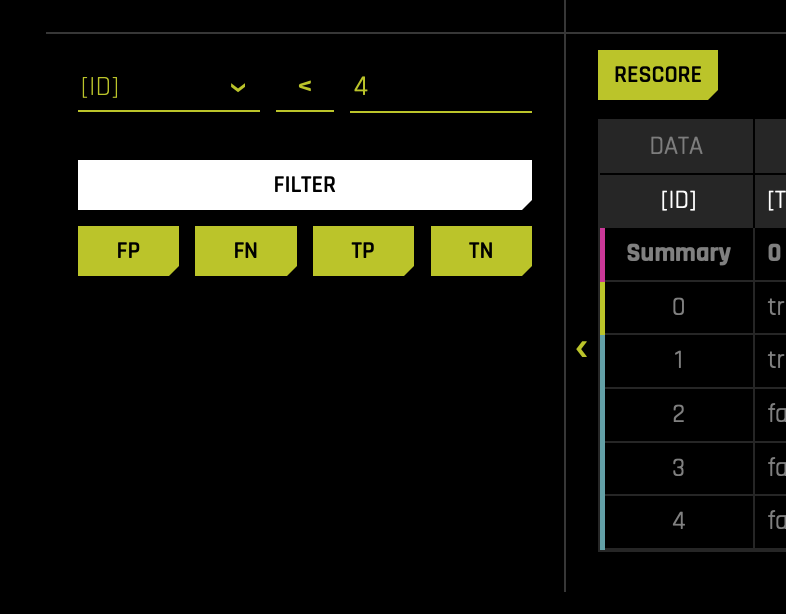 [ID] < 4
FILTER
FP FN TP TN
RESCORE
DATA
[ID] [T
Summary 0
0 tr
1 tr
2 fa
3 fa
4 fa